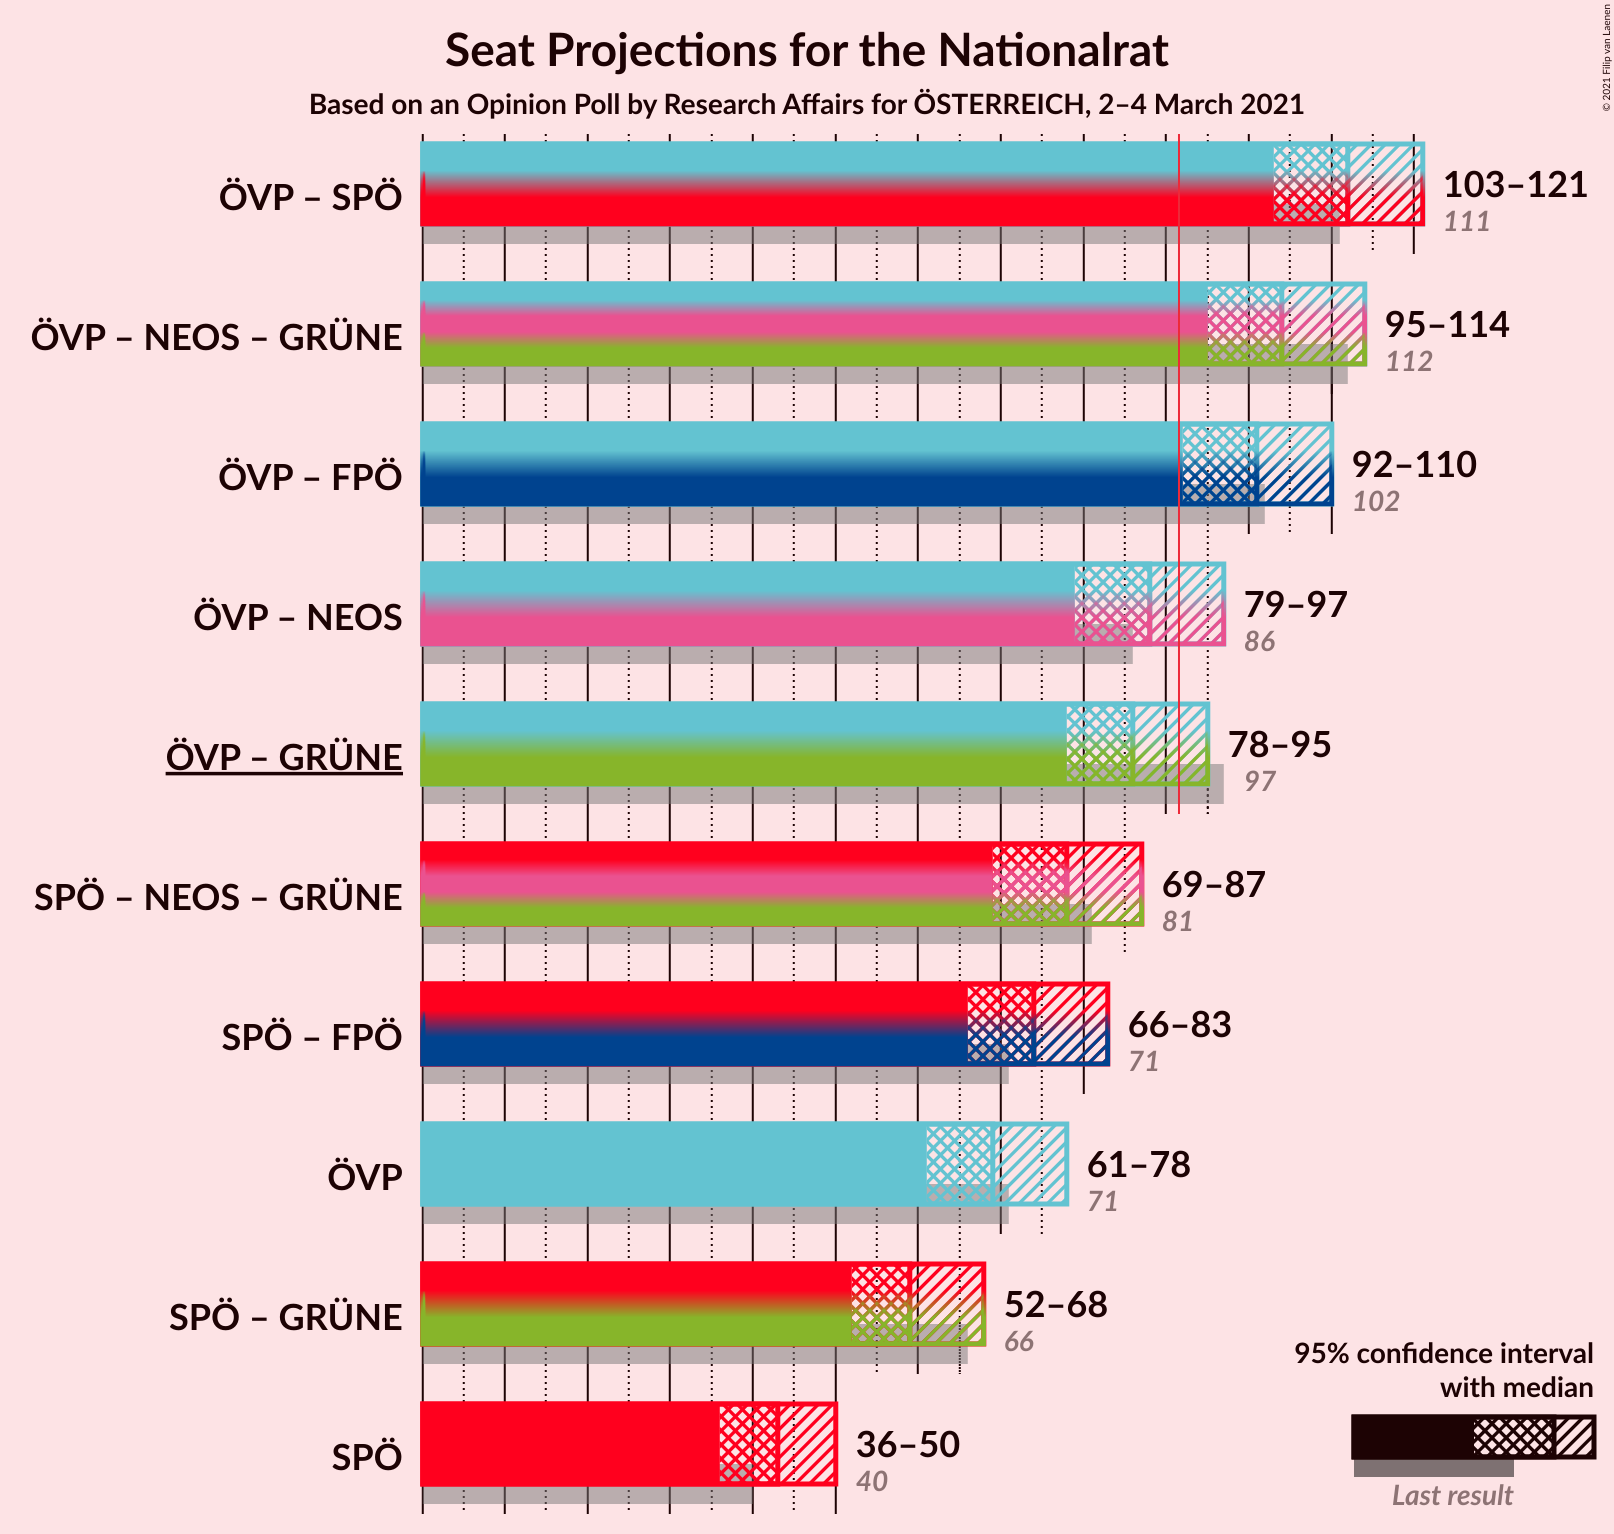 Seat Projections for the Nationalrat
Based on an Opinion Poll by Research Affairs for ÖSTERREICH, 2–4 March 2021
© 2021 Filip van Laenen
ÖVP – SPÖ
103–121
111
ÖVP – NEOS – GRÜNE
95–114
112
ÖVP – FPÖ
92–110
102
ÖVP – NEOS
79–97
86
ÖVP – GRÜNE
78–95
97
SPÖ – NEOS – GRÜNE
69–87
81
SPÖ – FPÖ
66–83
71
ÖVP
61–78
71
SPÖ – GRÜNE
52–68
66
SPÖ
36–50
40
95% confidence interval
with median
Last result